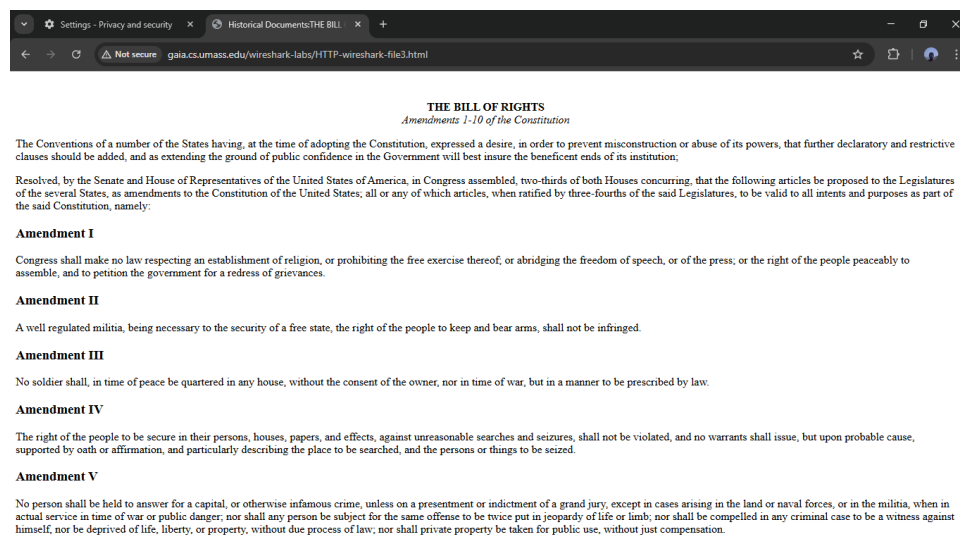 Settings - Privacy and security
Historical Documents:THE BILL
Not secure
gaia.cs.umass.edu/wireshark-labs/HTTP-wireshark-file3.html
THE BILL OF RIGHTS
Amendments 1-10 of the Constitution
The Conventions of a number of the States having, at the time of adopting the Constitution, expressed a desire, in order to prevent misconstruction or abuse of its powers, that further declaratory and restrictive
clauses should be added, and as extending the ground of public confidence in the Government will best insure the beneficent ends of its institution;
Resolved, by the Senate and House of Representatives of the United States of America, in Congress assembled, two-thirds of both Houses concurring, that the following articles be proposed to the Legislatures
of the several States, as amendments to the Constitution of the United States; all or any of which articles, when ratified by three-fourths of the said Legislatures, to be valid to all intents and purposes as part of
the said Constitution, namely:
Amendment I
Congress shall make no law respecting an establishment of religion, or prohibiting the free exercise thereof; or abridging the freedom of speech, or of the press; or the right of the people peaceably to
assemble, and to petition the government for a redress of grievances.
Amendment II
A well regulated militia, being necessary to the security of a free state, the right of the people to keep and bear arms, shall not be infringed.
Amendment III
No soldier shall, in time of peace be quartered in any house, without the consent of the owner, nor in time of war, but in a manner to be prescribed by law.
Amendment IV
The right of the people to be secure in their persons, houses, papers, and effects, against unreasonable searches and seizures, shall not be violated, and no warrants shall issue, but upon probable cause,
supported by oath or affirmation, and particularly describing the place to be searched, and the persons or things to be seized.
Amendment V
No person shall be held to answer for a capital, or otherwise infamous crime, unless on a presentment or indictment of a grand jury, except in cases arising in the land or naval forces, or in the militia, when in
actual service in time of war or public danger; nor shall any person be subject for the same offense to be twice put in jeopardy of life or limb; nor shall be compelled in any criminal case to be a witness against
himself, nor be deprived of life, liberty, or property, without due process of law; nor shall private property be taken for public use, without just compensation.